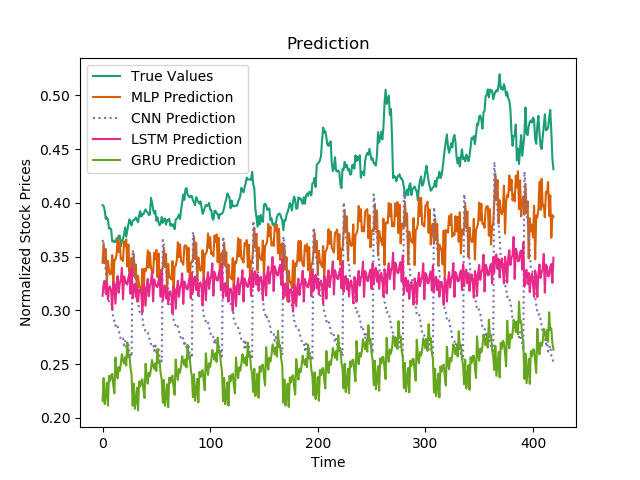 Prediction
True Values
MLP Prediction
CNN Prediction
LSTM Prediction
GRU Prediction
Normalized Stock Prices
0.50
0.45
0.40
0.35
0.30
0.25
0.20
0
100
200
300
400
Time